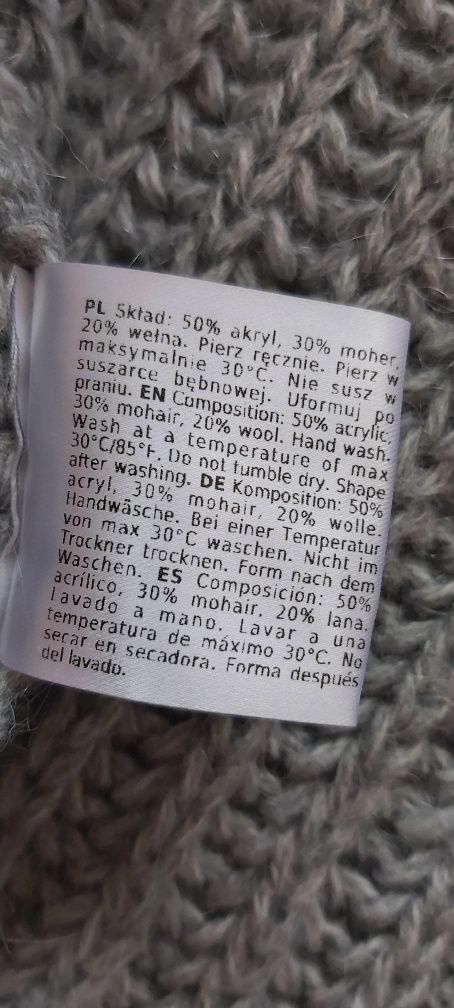 PL Skład: 50% akryl, 30% moher,
20% wełna. Pierz ręcznie. Pierz w
maksymalnie 30°C. Nie susz w
suszarce bębnowej. Uformuj po
praniu. EN Composition: 50% acrylic,
30% mohair, 20% wool. Hand wash.
Wash at a temperature of max
30°C/85°F. Do not tumble dry. Shape
after washing. DE Komposition: 50%
acryl, 30% mohair, 20% wolle.
Handwäsche. Bei einer Temperatur
von max 30°C waschen. Nicht im
Trockner trocknen. Form nach dem
Waschen. ES Composición: 50%
acrílico, 30% mohair, 20% lana.
Lavado a mano. Lavar a una
temperatura de máximo 30°C. No
secar en secadora. Forma después
del lavado.